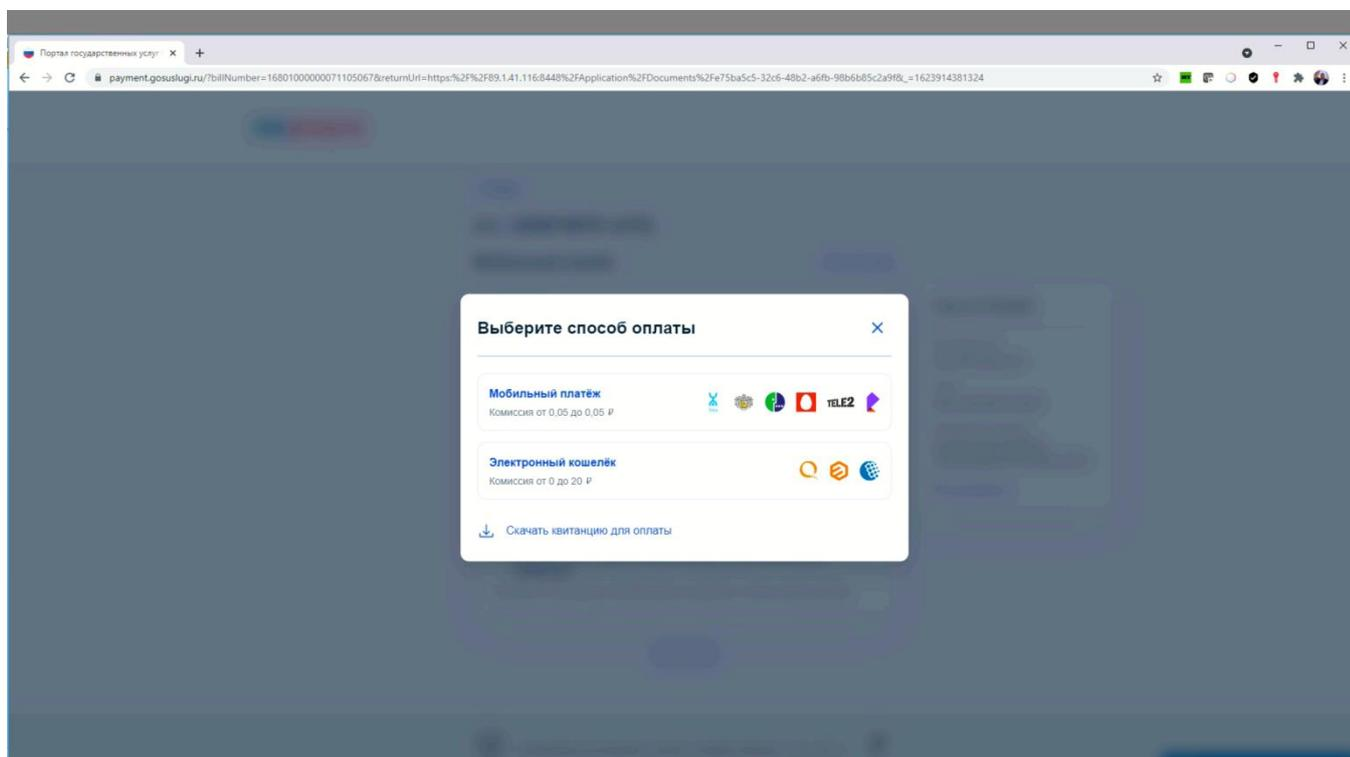 Портал государственных услуг
payment.gosuslugi.ru/?billNumber=16801000000071105067&returnUrl=https:%2F%2F89.1.41.116:8448%2FApplication%2FDocuments%2Fe75ba5c5-32c6-48b2-a6fb-98b6b85c2a9f&_=1623914381324
Выберите способ оплаты
Мобильный платёж
Комиссия от 0,05 до 0,05 ₽
TELE2
Электронный кошелёк
Комиссия от 0 до 20 ₽
Скачать квитанцию для оплаты